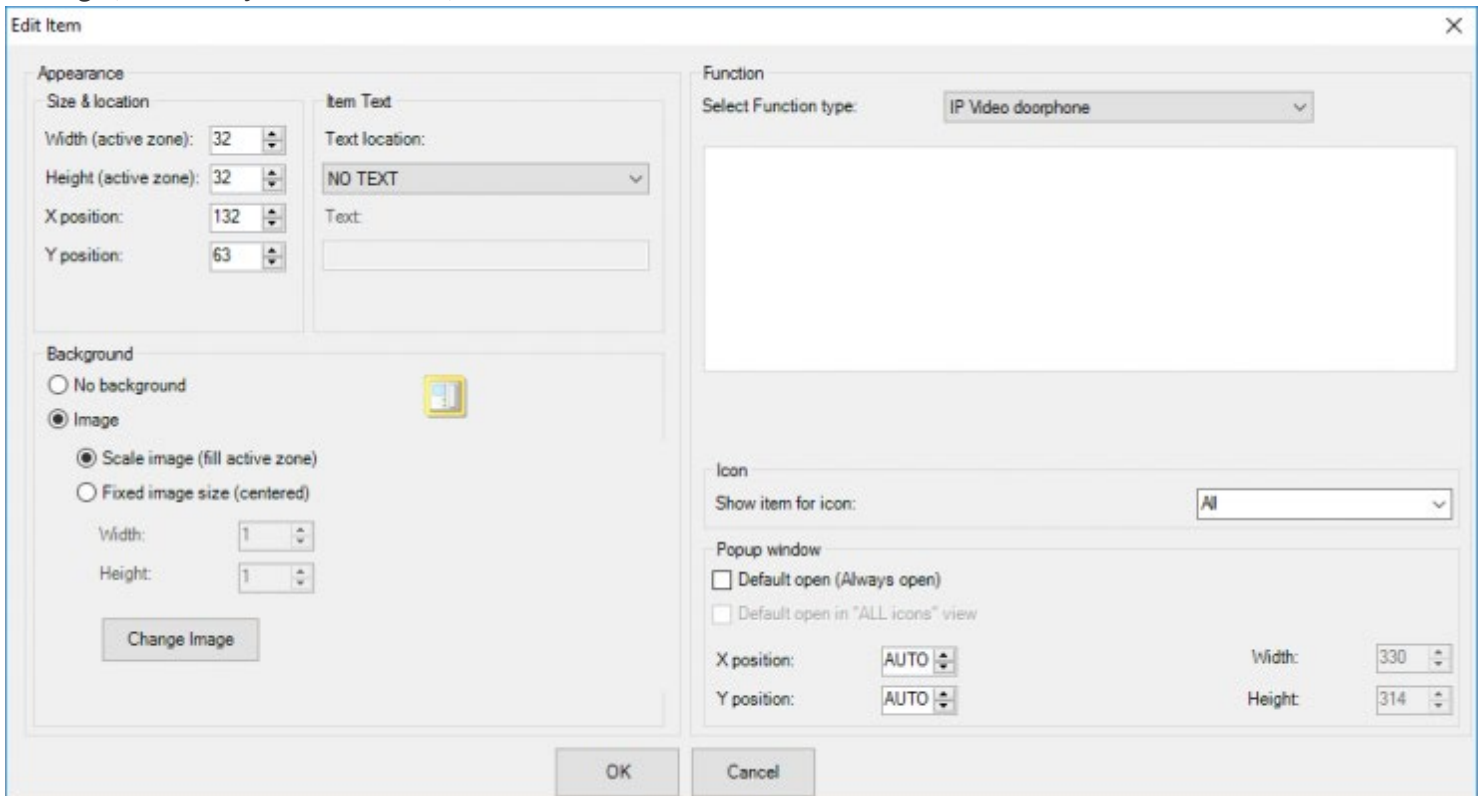 Edit Item
Appearance
Size & location
Width (active zone): 32
Height (active zone): 32
X position: 132
Y position: 63
Item Text
Text location:
NO TEXT
Text:
Background
No background
Image
Scale image (fill active zone)
Fixed image size (centered)
Width: 1
Height: 1
Change Image
Function
Select Function type: IP Video doorphone
Icon
Show item for icon: All
Popup window
Default open (Always open)
Default open in "ALL icons" view
X position: AUTO Width: 330
Y position: AUTO Height: 314
OK Cancel